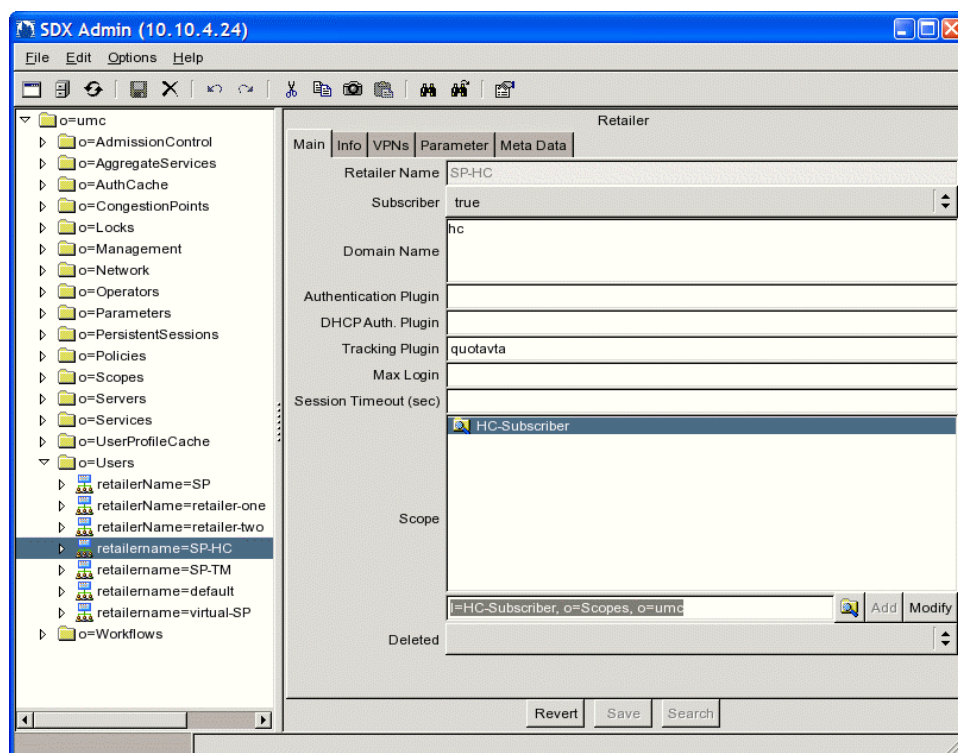 SDX Admin (10.10.4.24)
File Edit Options Help
o=umc
o=AdmissionControl
o=AggregateServices
o=AuthCache
o=CongestionPoints
o=Locks
o=Management
o=Network
o=Operators
o=Parameters
o=PersistentSessions
o=Policies
o=Scopes
o=Servers
o=Services
o=UserProfileCache
o=Users
retailerName=SP
retailerName=retailer-one
retailerName=retailer-two
retailername=SP-HC
retailername=SP-TM
retailername=default
retailername=virtual-SP
o=Workflows
Retailer
Main Info VPNs Parameter Meta Data
Retailer Name SP-HC
Subscriber true
Domain Name hc
Authentication Plugin
DHCP Auth. Plugin
Tracking Plugin quotavta
Max Login
Session Timeout (sec)
Scope HC-Subscriber
l=HC-Subscriber, o=Scopes, o=umc Add Modify
Deleted
Revert Save Search